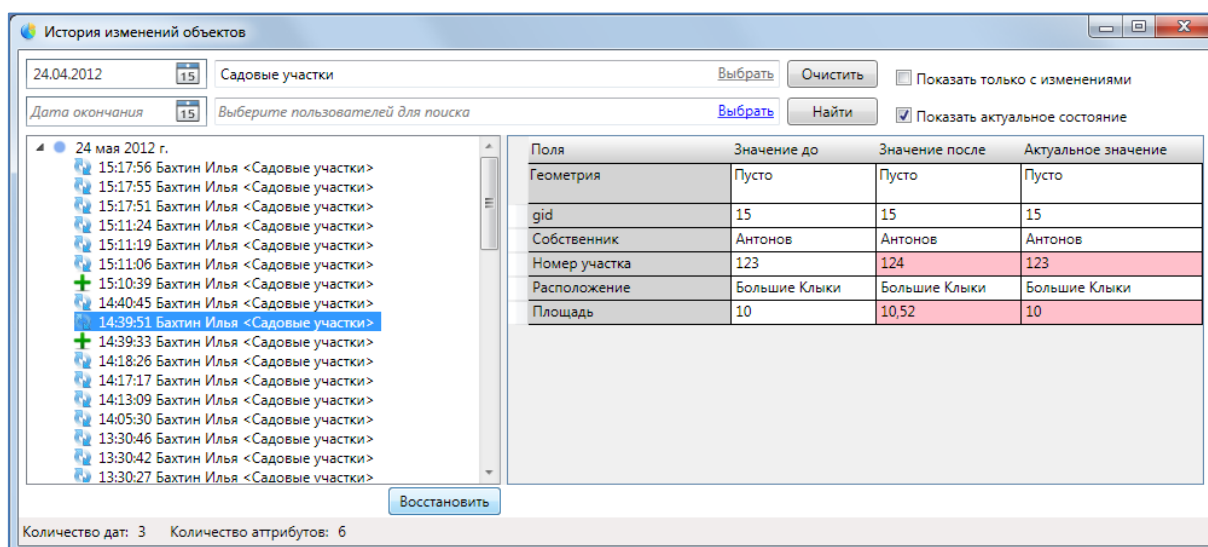 История изменений объектов
24.04.2012 15 Садовые участки Выбрать Очистить Показать только с изменениями
Дата окончания 15 Выберите пользователей для поиска Выбрать Найти Показать актуальное состояние
24 мая 2012 г.
15:17:56 Бахтин Илья <Садовые участки>
15:17:55 Бахтин Илья <Садовые участки>
15:17:51 Бахтин Илья <Садовые участки>
15:11:24 Бахтин Илья <Садовые участки>
15:11:19 Бахтин Илья <Садовые участки>
15:11:06 Бахтин Илья <Садовые участки>
15:10:39 Бахтин Илья <Садовые участки>
14:40:45 Бахтин Илья <Садовые участки>
14:39:51 Бахтин Илья <Садовые участки>
14:39:33 Бахтин Илья <Садовые участки>
14:18:26 Бахтин Илья <Садовые участки>
14:17:17 Бахтин Илья <Садовые участки>
14:13:09 Бахтин Илья <Садовые участки>
14:05:30 Бахтин Илья <Садовые участки>
13:30:46 Бахтин Илья <Садовые участки>
13:30:42 Бахтин Илья <Садовые участки>
13:30:27 Бахтин Илья <Садовые участки>
Поля Значение до Значение после Актуальное значение
Геометрия Пусто Пусто Пусто
gid 15 15 15
Собственник Антонов Антонов Антонов
Номер участка 123 124 123
Расположение Большие Клыки Большие Клыки Большие Клыки
Площадь 10 10,52 10
Восстановить
Количество дат: 3 Количество аттрибутов: 6